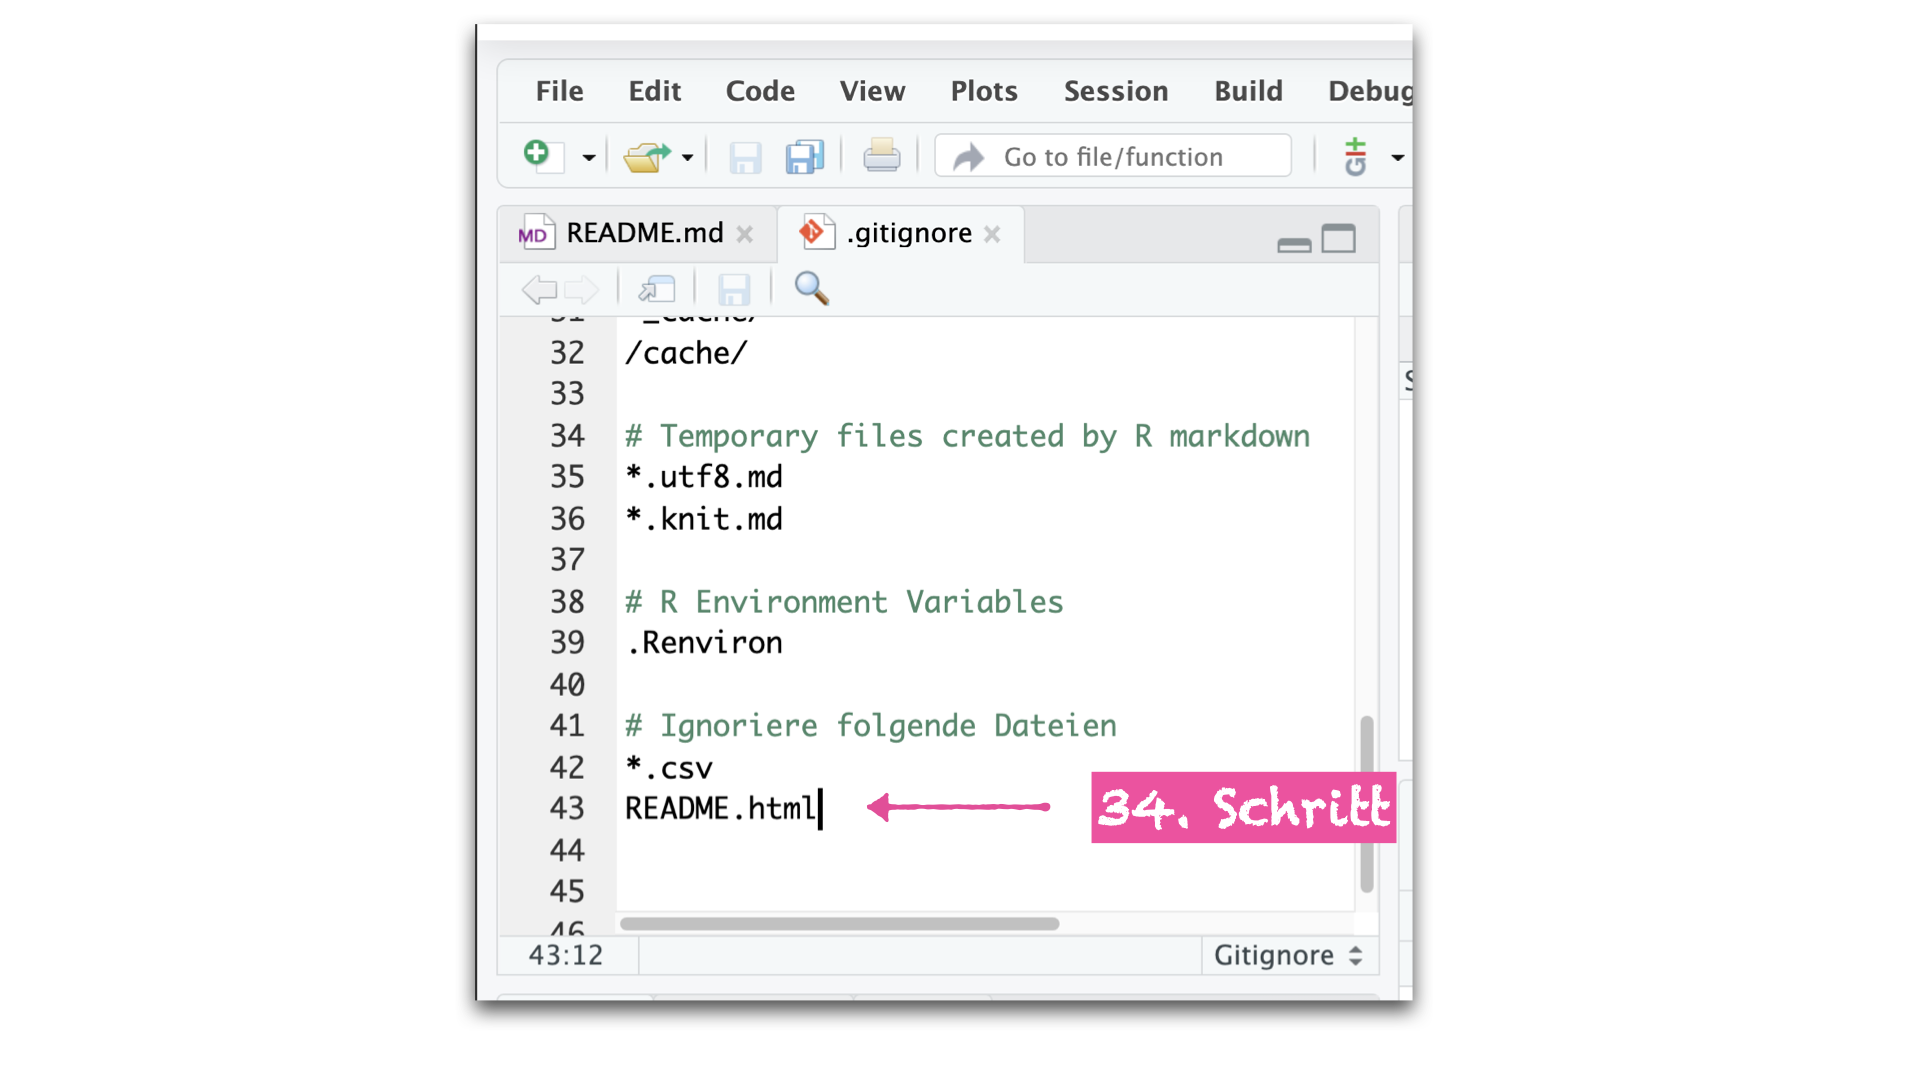 File Edit Code View Plots Session Build Debug
Go to file/function
MD README.md .gitignore
31 _cache/
32 /cache/
33
34 # Temporary files created by R markdown
35 *.utf8.md
36 *.knit.md
37
38 # R Environment Variables
39 .Renviron
40
41 # Ignoriere folgende Dateien
42 *.csv
43 README.html
34. Schritt
44
45
46
43:12 Gitignore